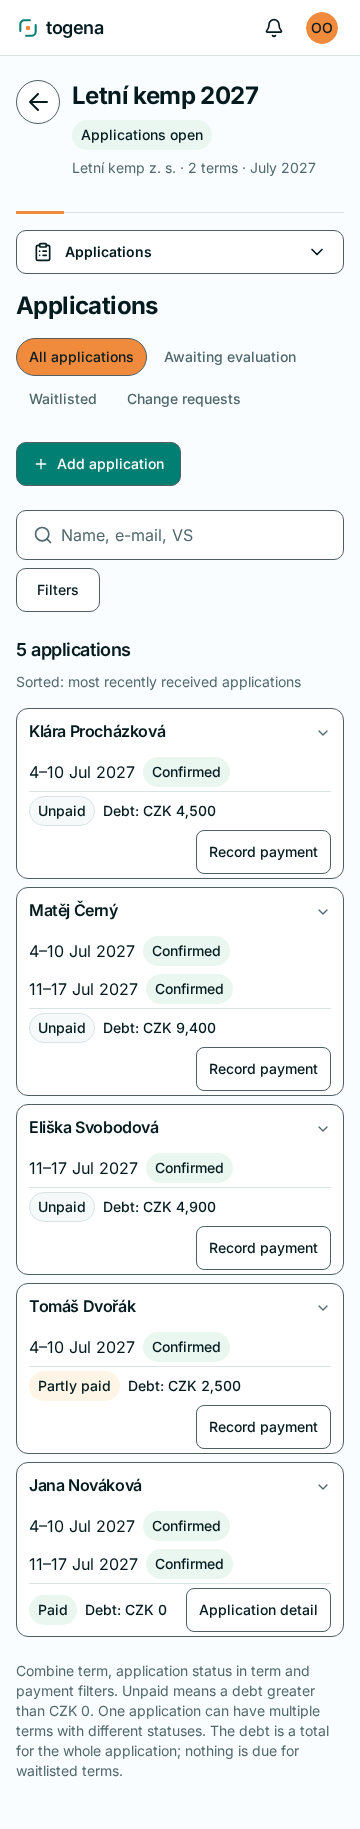 togena
OO
Letní kemp 2027
Applications open
Letní kemp z. s. · 2 terms · July 2027
Applications
Applications
All applications
Awaiting evaluation
Waitlisted
Change requests
+ Add application
Name, e-mail, VS
Filters
5 applications
Sorted: most recently received applications
Klára Procházková
4–10 Jul 2027 Confirmed
Unpaid Debt: CZK 4,500
Record payment
Matěj Černý
4–10 Jul 2027 Confirmed
11–17 Jul 2027 Confirmed
Unpaid Debt: CZK 9,400
Record payment
Eliška Svobodová
11–17 Jul 2027 Confirmed
Unpaid Debt: CZK 4,900
Record payment
Tomáš Dvořák
4–10 Jul 2027 Confirmed
Partly paid Debt: CZK 2,500
Record payment
Jana Nováková
4–10 Jul 2027 Confirmed
11–17 Jul 2027 Confirmed
Paid Debt: CZK 0 Application detail
Combine term, application status in term and
payment filters. Unpaid means a debt greater
than CZK 0. One application can have multiple
terms with different statuses. The debt is a total
for the whole application; nothing is due for
waitlisted terms.